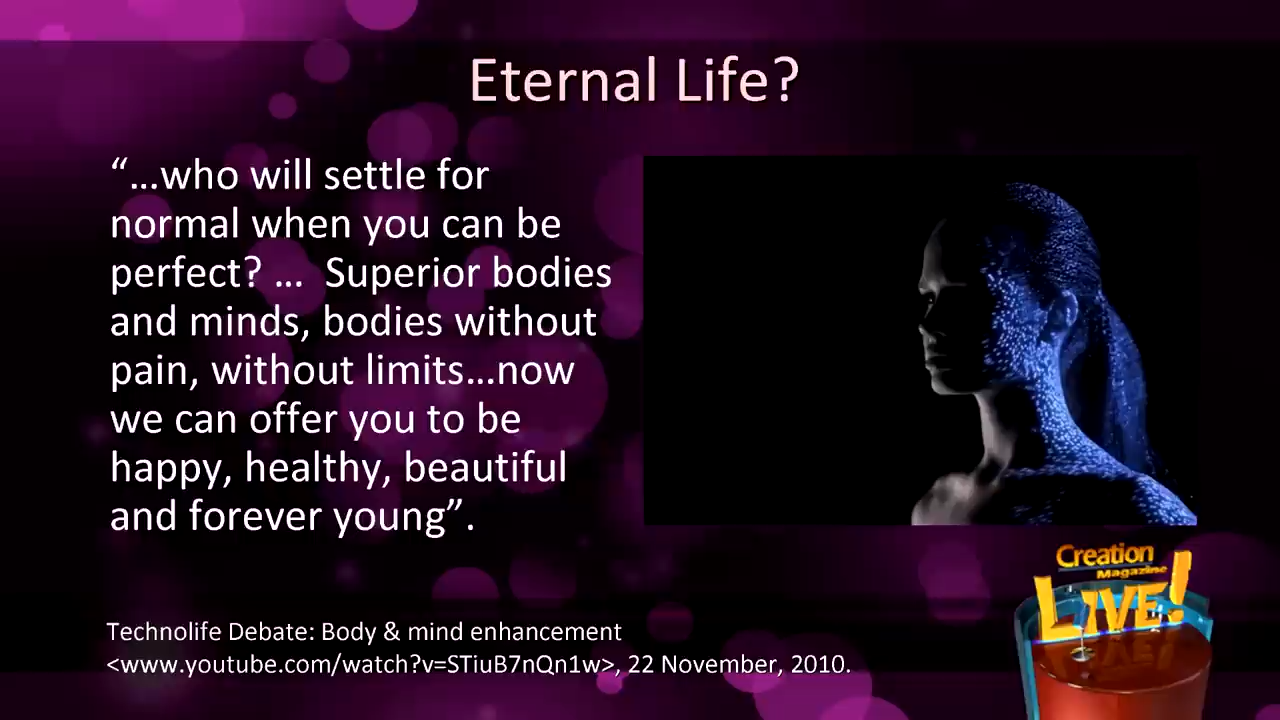 Eternal Life?
“…who will settle for
normal when you can be
perfect? … Superior bodies
and minds, bodies without
pain, without limits…now
we can offer you to be
happy, healthy, beautiful
and forever young”.
Technolife Debate: Body & mind enhancement
<www.youtube.com/watch?v=STiuB7nQn1w>, 22 November, 2010.
Creation
Magazine
LIVE!